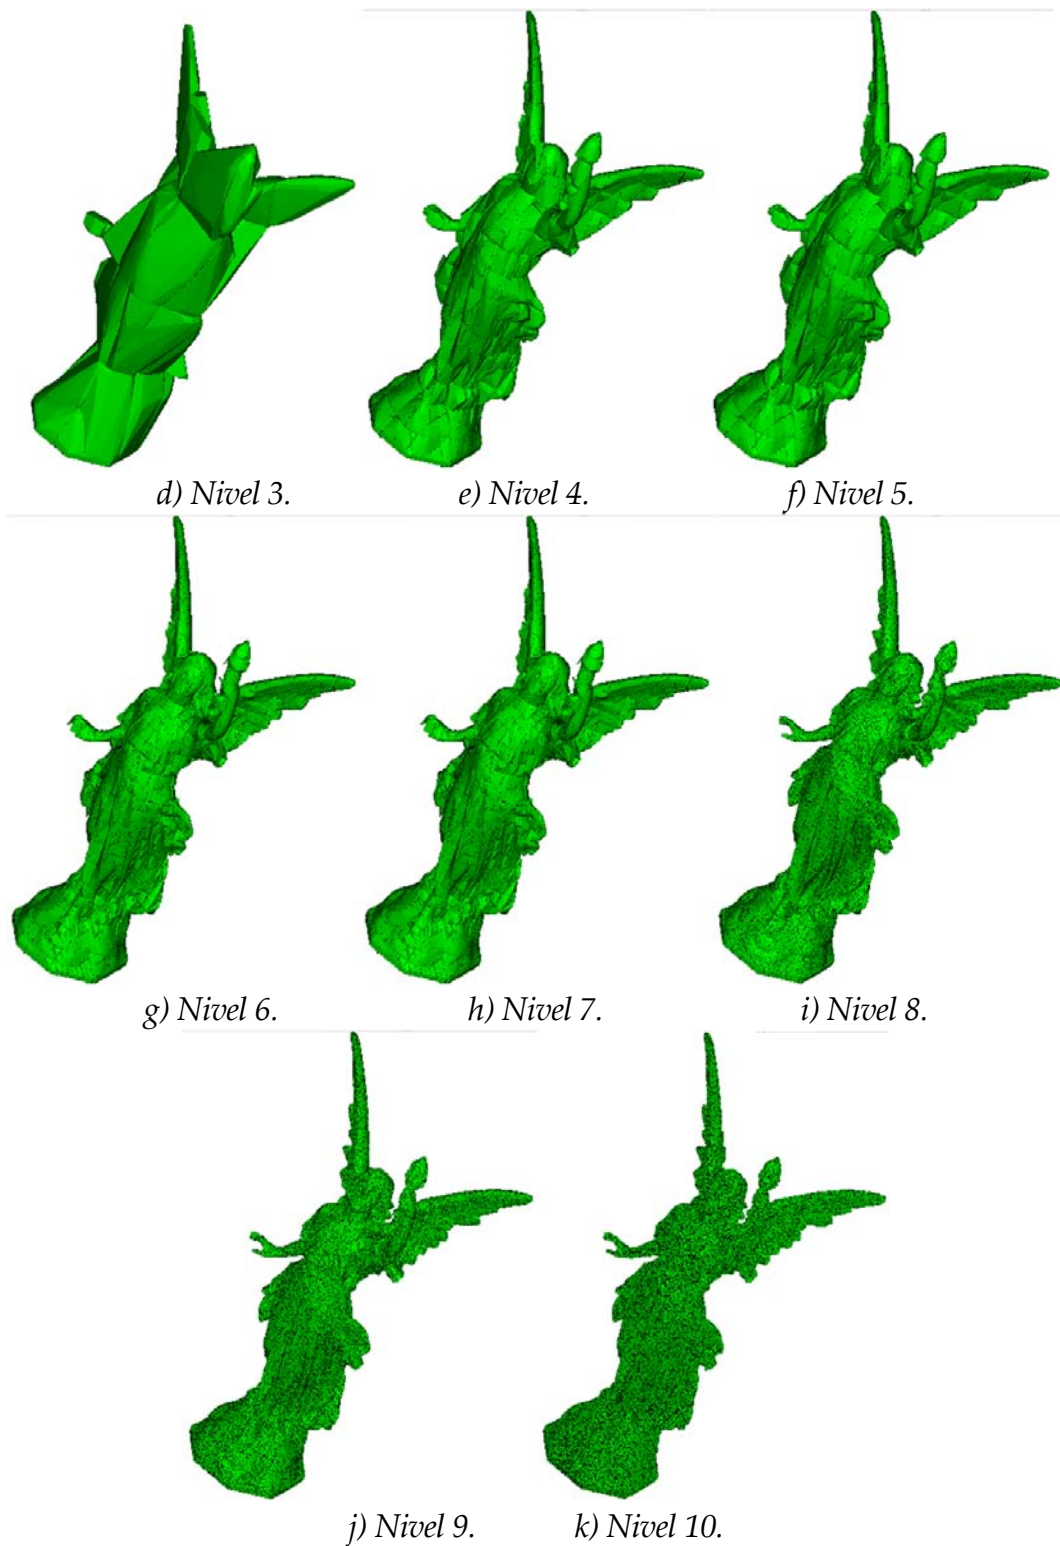 d) Nivel 3. e) Nivel 4. f) Nivel 5.
g) Nivel 6. h) Nivel 7. i) Nivel 8.
j) Nivel 9. k) Nivel 10.